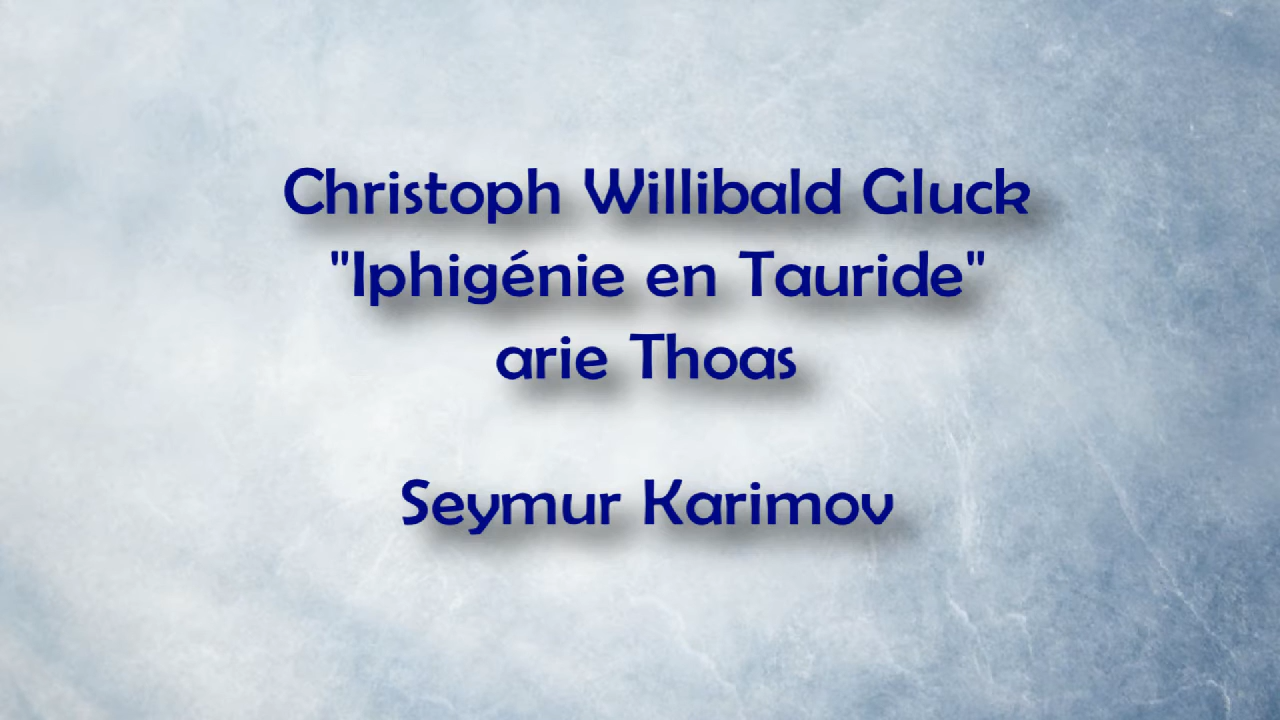 Christoph Willibald Gluck
"Iphigénie en Tauride"
arie Thoas
Seymur Karimov